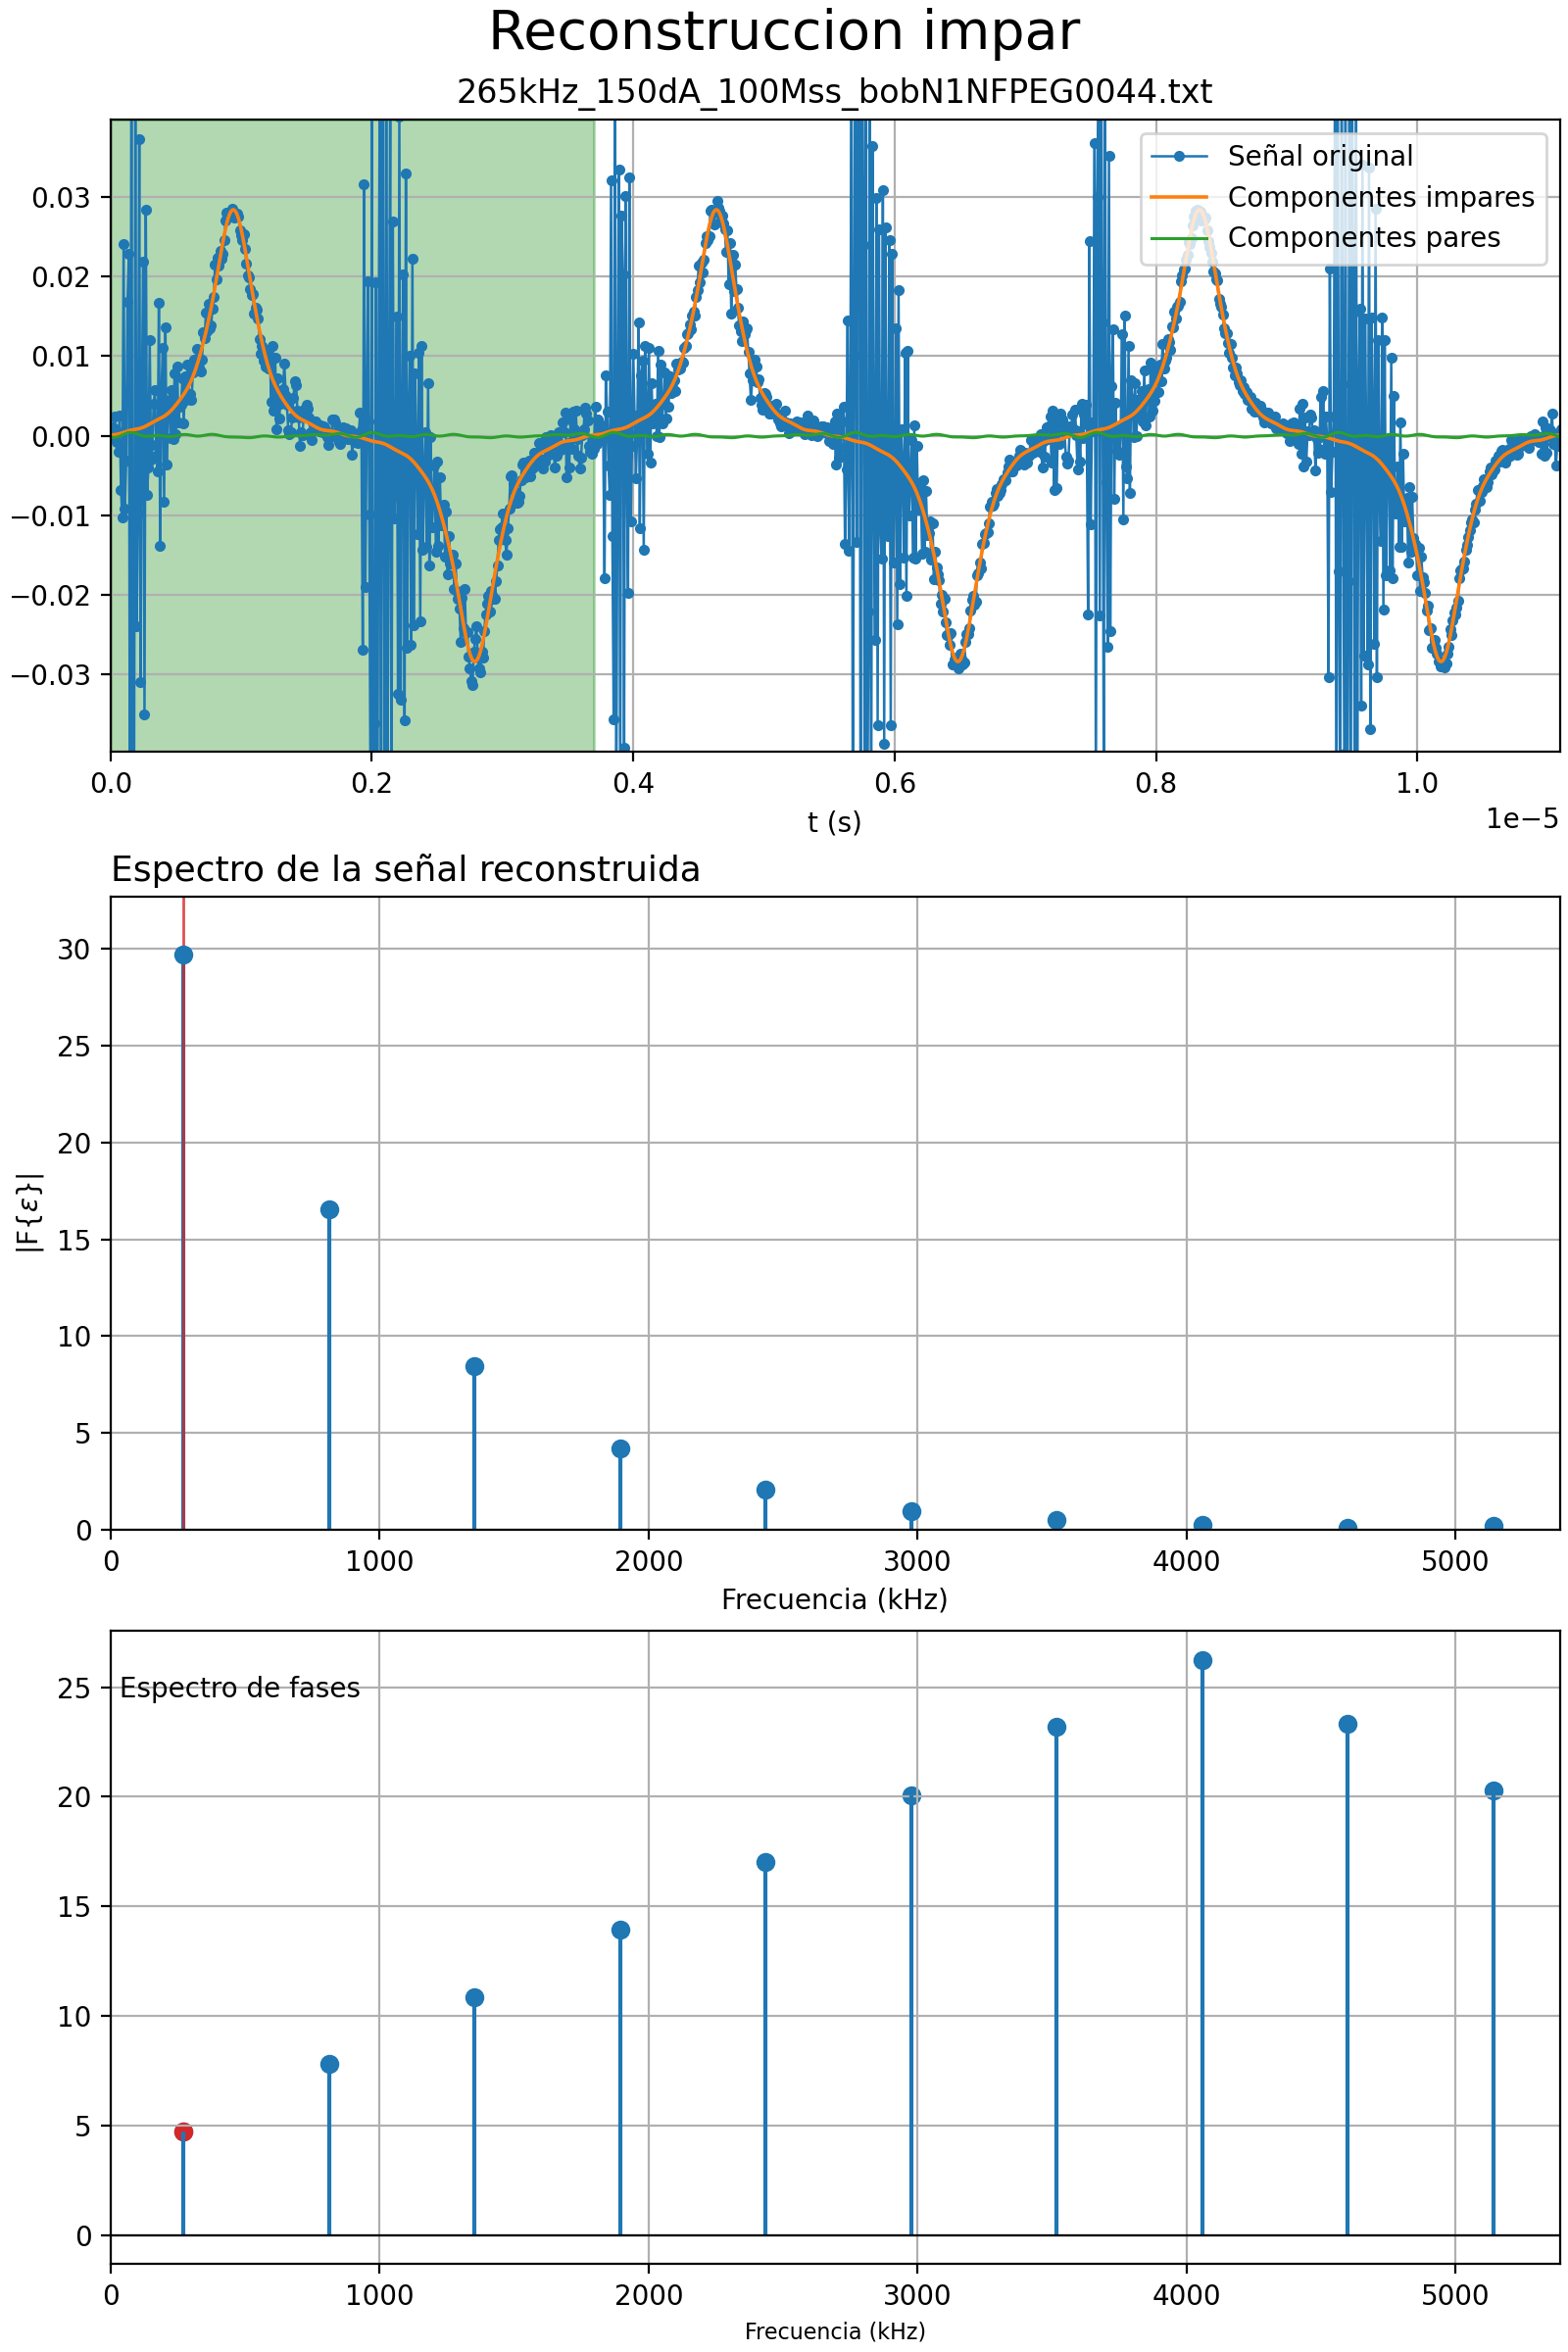 Reconstruccion impar
265kHz_150dA_100Mss_bobN1NFPEG0044.txt
Señal original
Componentes impares
Componentes pares
0.03
0.02
0.01
0.00
−0.01
−0.02
−0.03
0.0 0.2 0.4 0.6 0.8 1.0
1e−5
t (s)
Espectro de la señal reconstruida
30
25
20
15
10
5
0
|F{ε}|
0 1000 2000 3000 4000 5000
Frecuencia (kHz)
Espectro de fases
25
20
15
10
5
0
0 1000 2000 3000 4000 5000
Frecuencia (kHz)